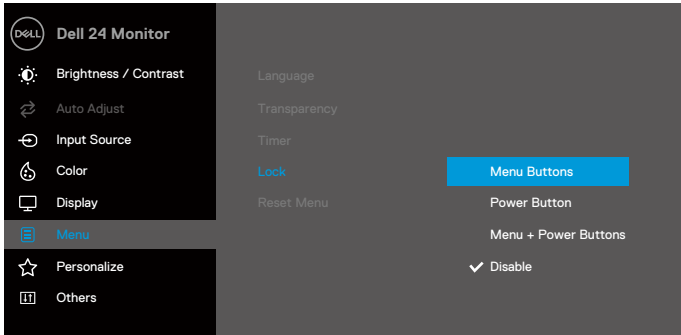 DELL
Dell 24 Monitor
Brightness / Contrast
Auto Adjust
Input Source
Color
Display
Menu
Personalize
Others
Language
Transparency
Timer
Lock
Reset Menu
Menu Buttons
Power Button
Menu + Power Buttons
Disable